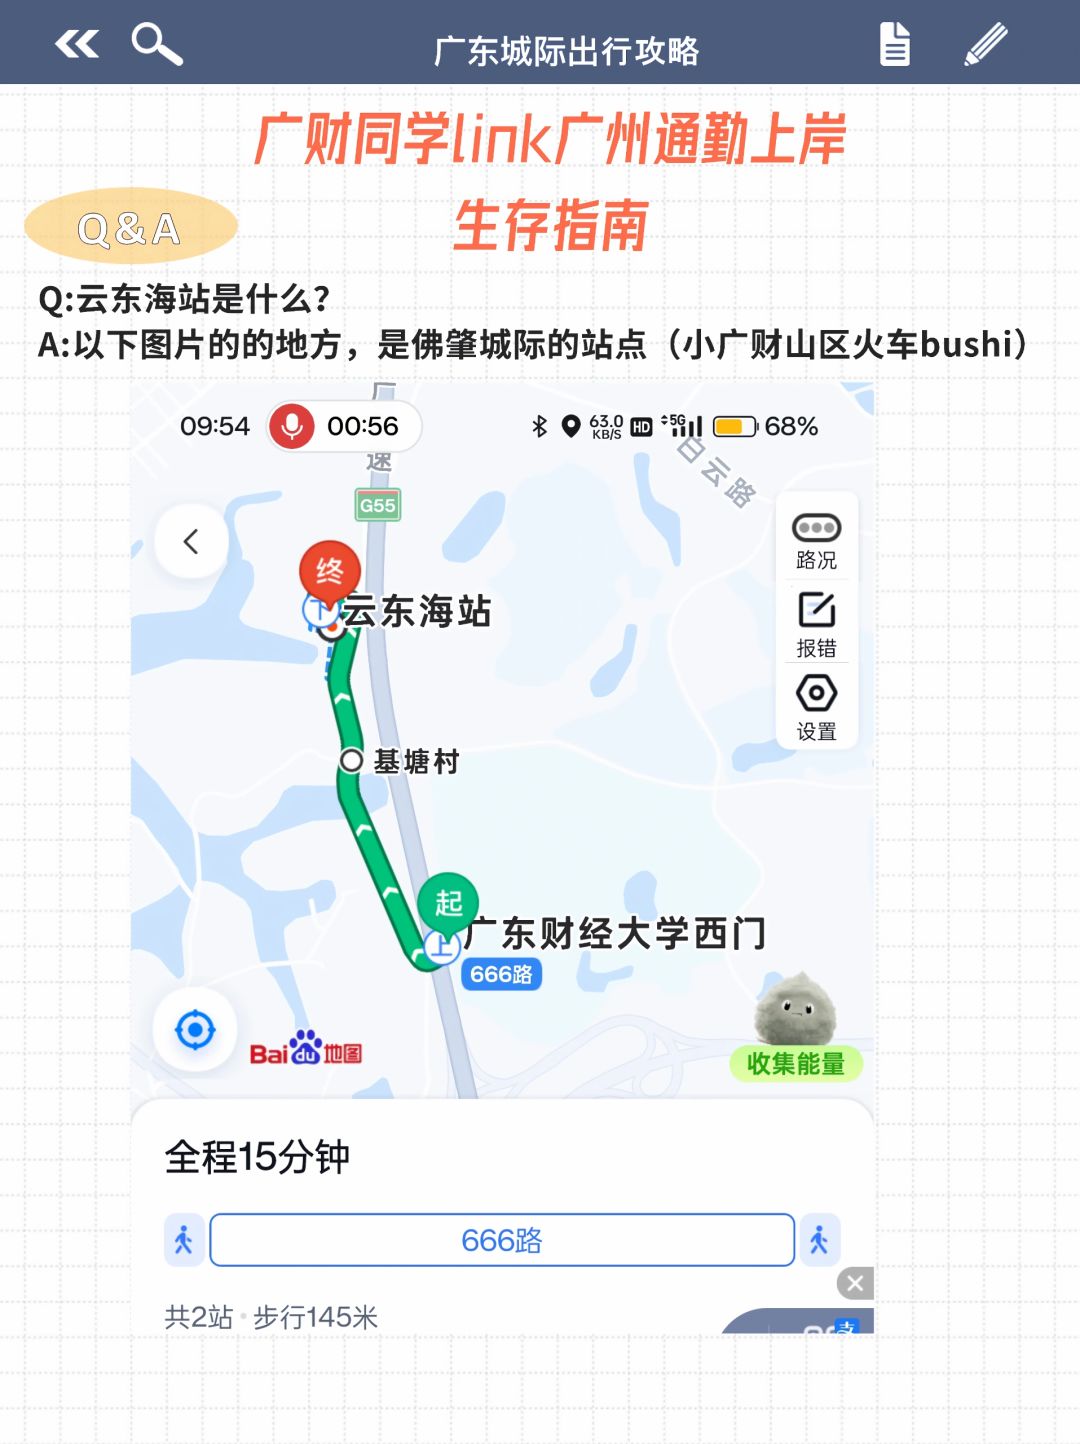 广东城际出行攻略
广财同学link广州通勤上岸
生存指南
Q&A
Q:云东海站是什么?
A:以下图片的的地方，是佛肇城际的站点（小广财山区火车bushi）
09:54
00:56
63.0
KB/S
HD
5G
68%
速
白云路
G55
路况
终
下
云东海站
报错
设置
基塘村
起
上
广东财经大学西门
666路
Bai du 地图
收集能量
全程15分钟
666路
共2站·步行145米
支